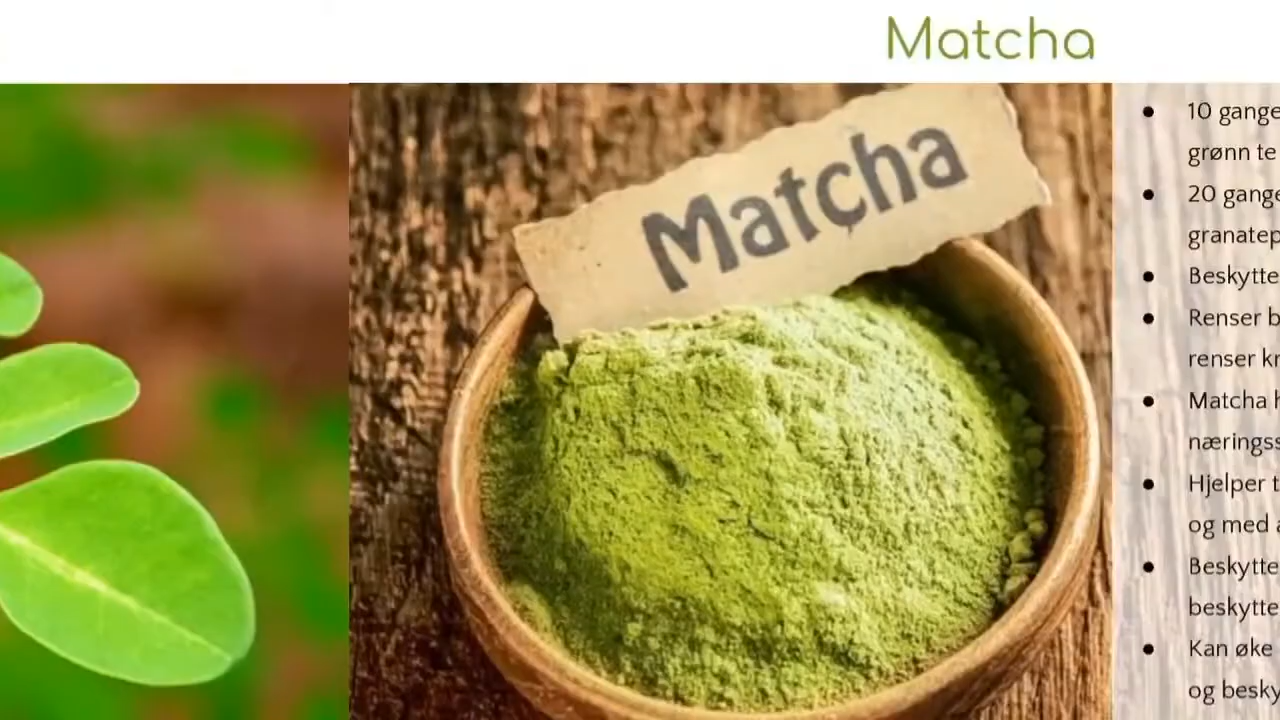 Matcha
Matcha
10 gange
grønn te
20 gange
granatep
Beskytte
Renser b
renser kr
Matcha h
næringss
Hjelper t
og med a
Beskytte
beskytte
Kan øke
og besky